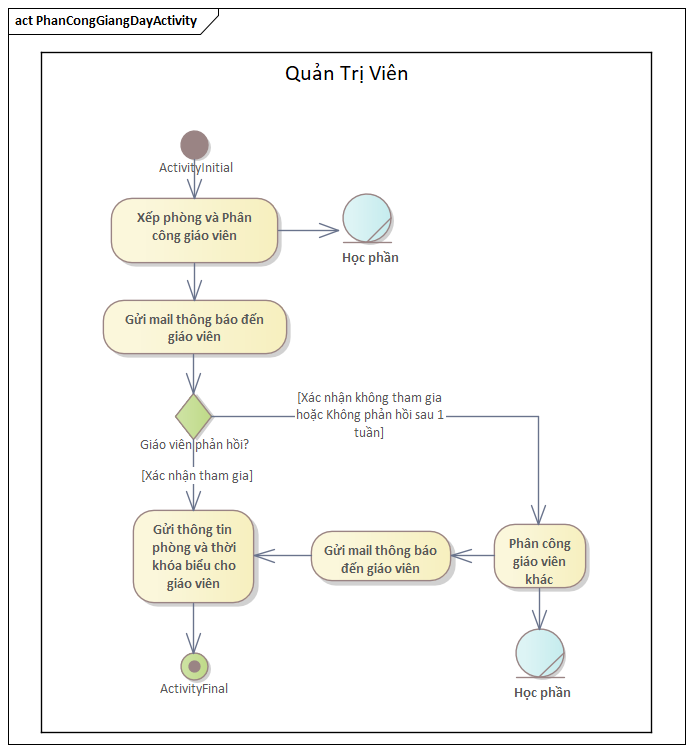 act PhanCongGiangDayActivity
Quản Trị Viên
ActivityInitial
Xếp phòng và Phân
công giáo viên
Học phần
Gửi mail thông báo đến
giáo viên
[Xác nhận không tham gia
hoặc Không phản hồi sau 1
tuần]
Giáo viên phản hồi?
[Xác nhận tham gia]
Gửi thông tin
phòng và thời
khóa biểu cho
giáo viên
Gửi mail thông báo
đến giáo viên
Phân công
giáo viên
khác
ActivityFinal
Học phần